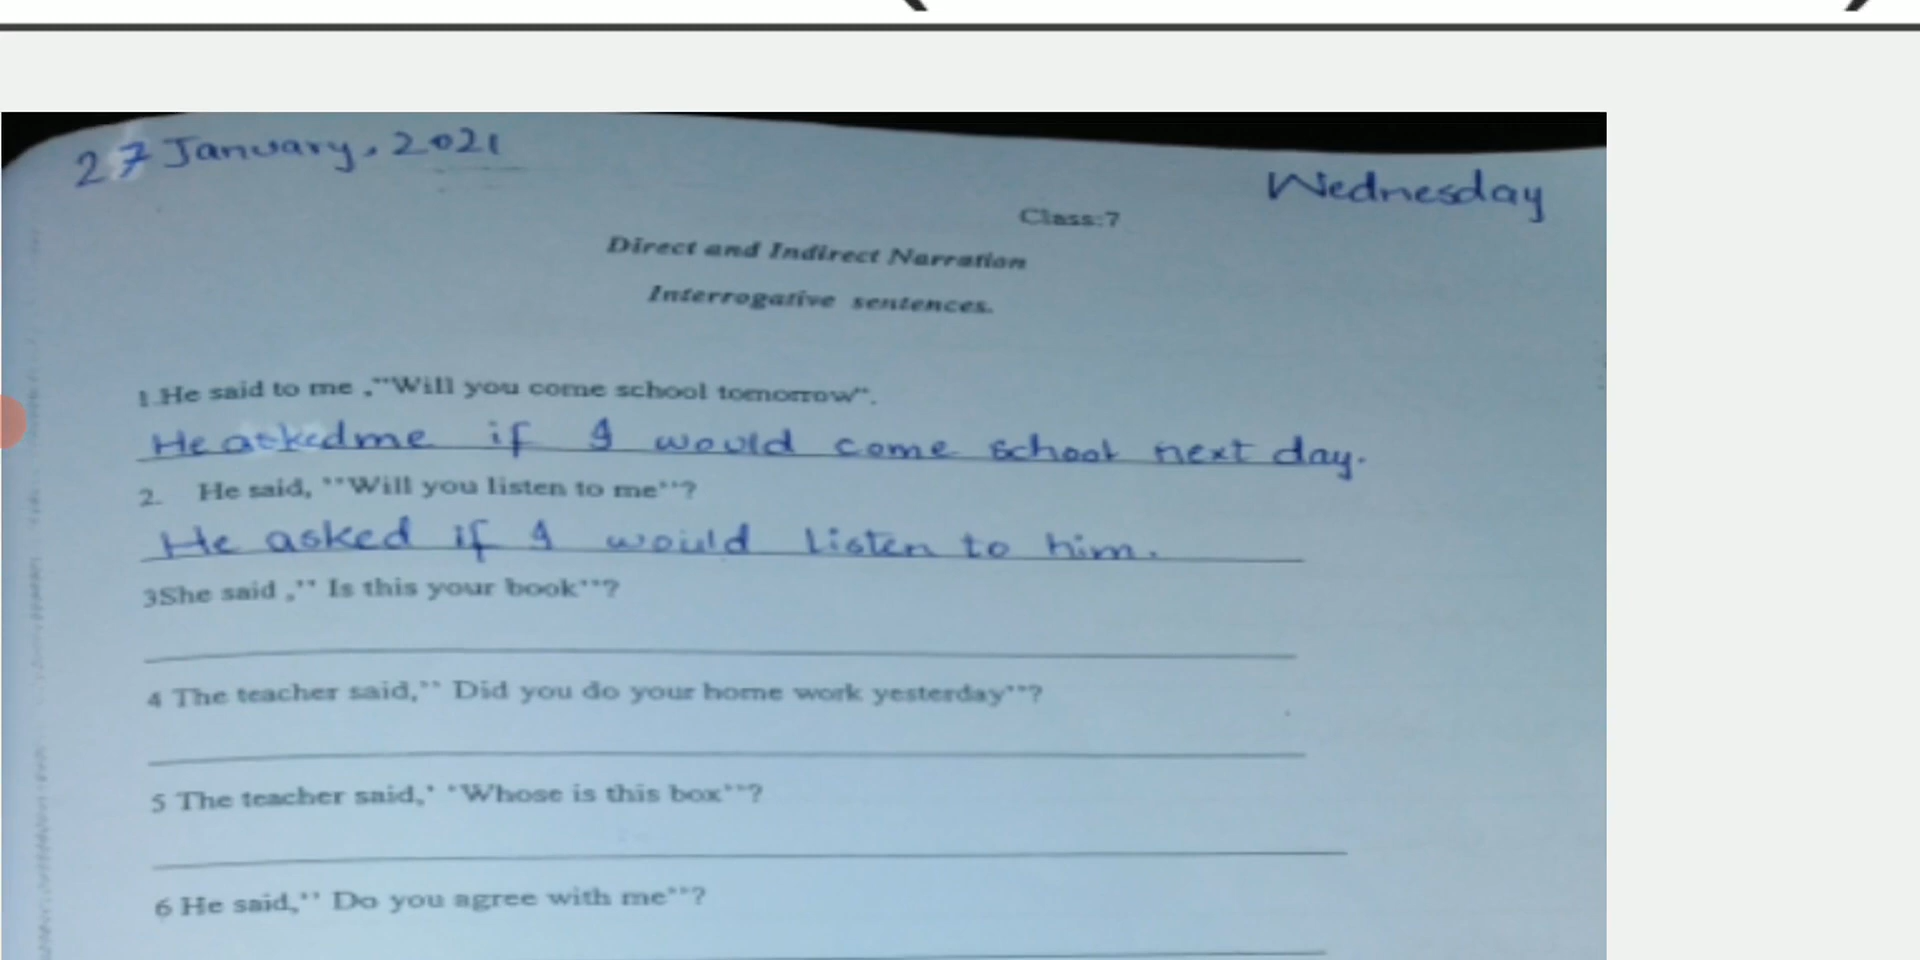 27 January, 2021
Wednesday
Class:7
Direct and Indirect Narration
Interrogative sentences.
1.He said to me ,"Will you come school tomorrow".
He asked me if I would come school next day.
2. He said, ''Will you listen to me''?
He asked if I would listen to him.
3She said ,'' Is this your book''?
4 The teacher said,'' Did you do your home work yesterday''?
5 The teacher said,' 'Whose is this box''?
6 He said,'' Do you agree with me''?